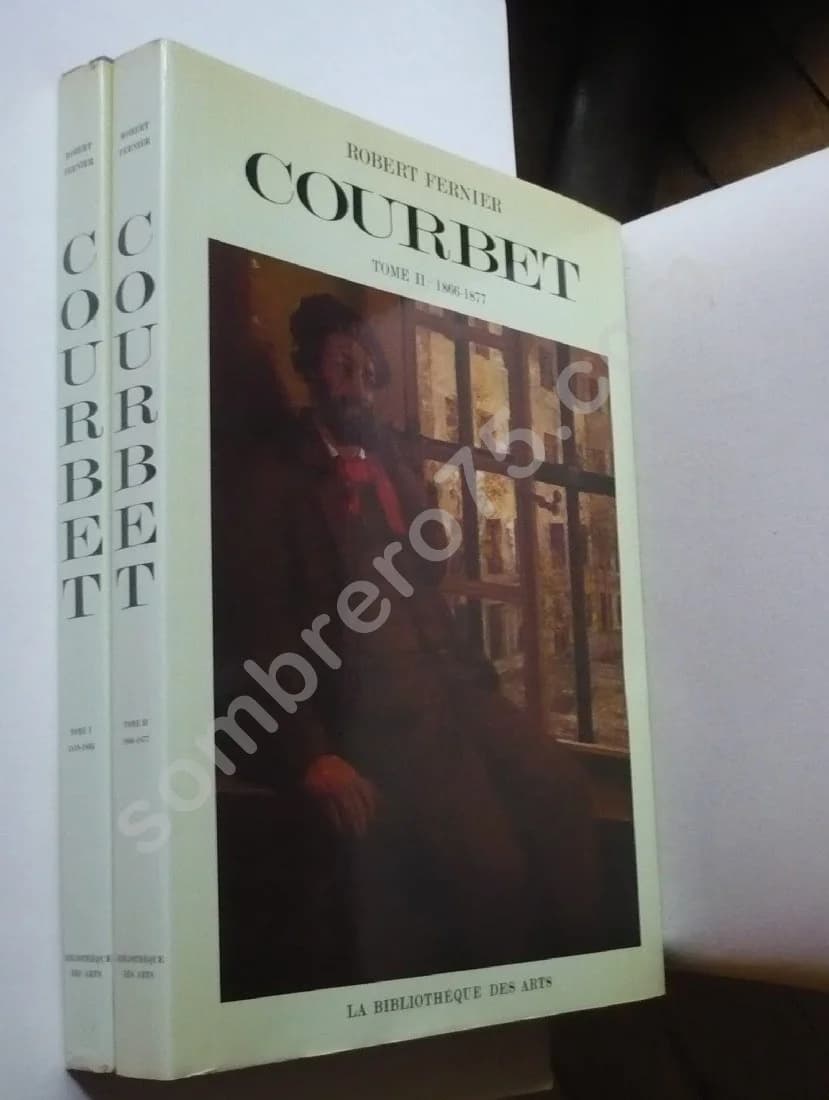 ROBERT
FERNIER
COURBET
TOME I
BIBLIOTHÈQUE
DES ARTS
ROBERT
FERNIER
COURBET
TOME II
1866-1877
BIBLIOTHÈQUE
DES ARTS
ROBERT FERNIER
COURBET
TOME II - 1866-1877
LA BIBLIOTHÈQUE DES ARTS
sombrero75.c